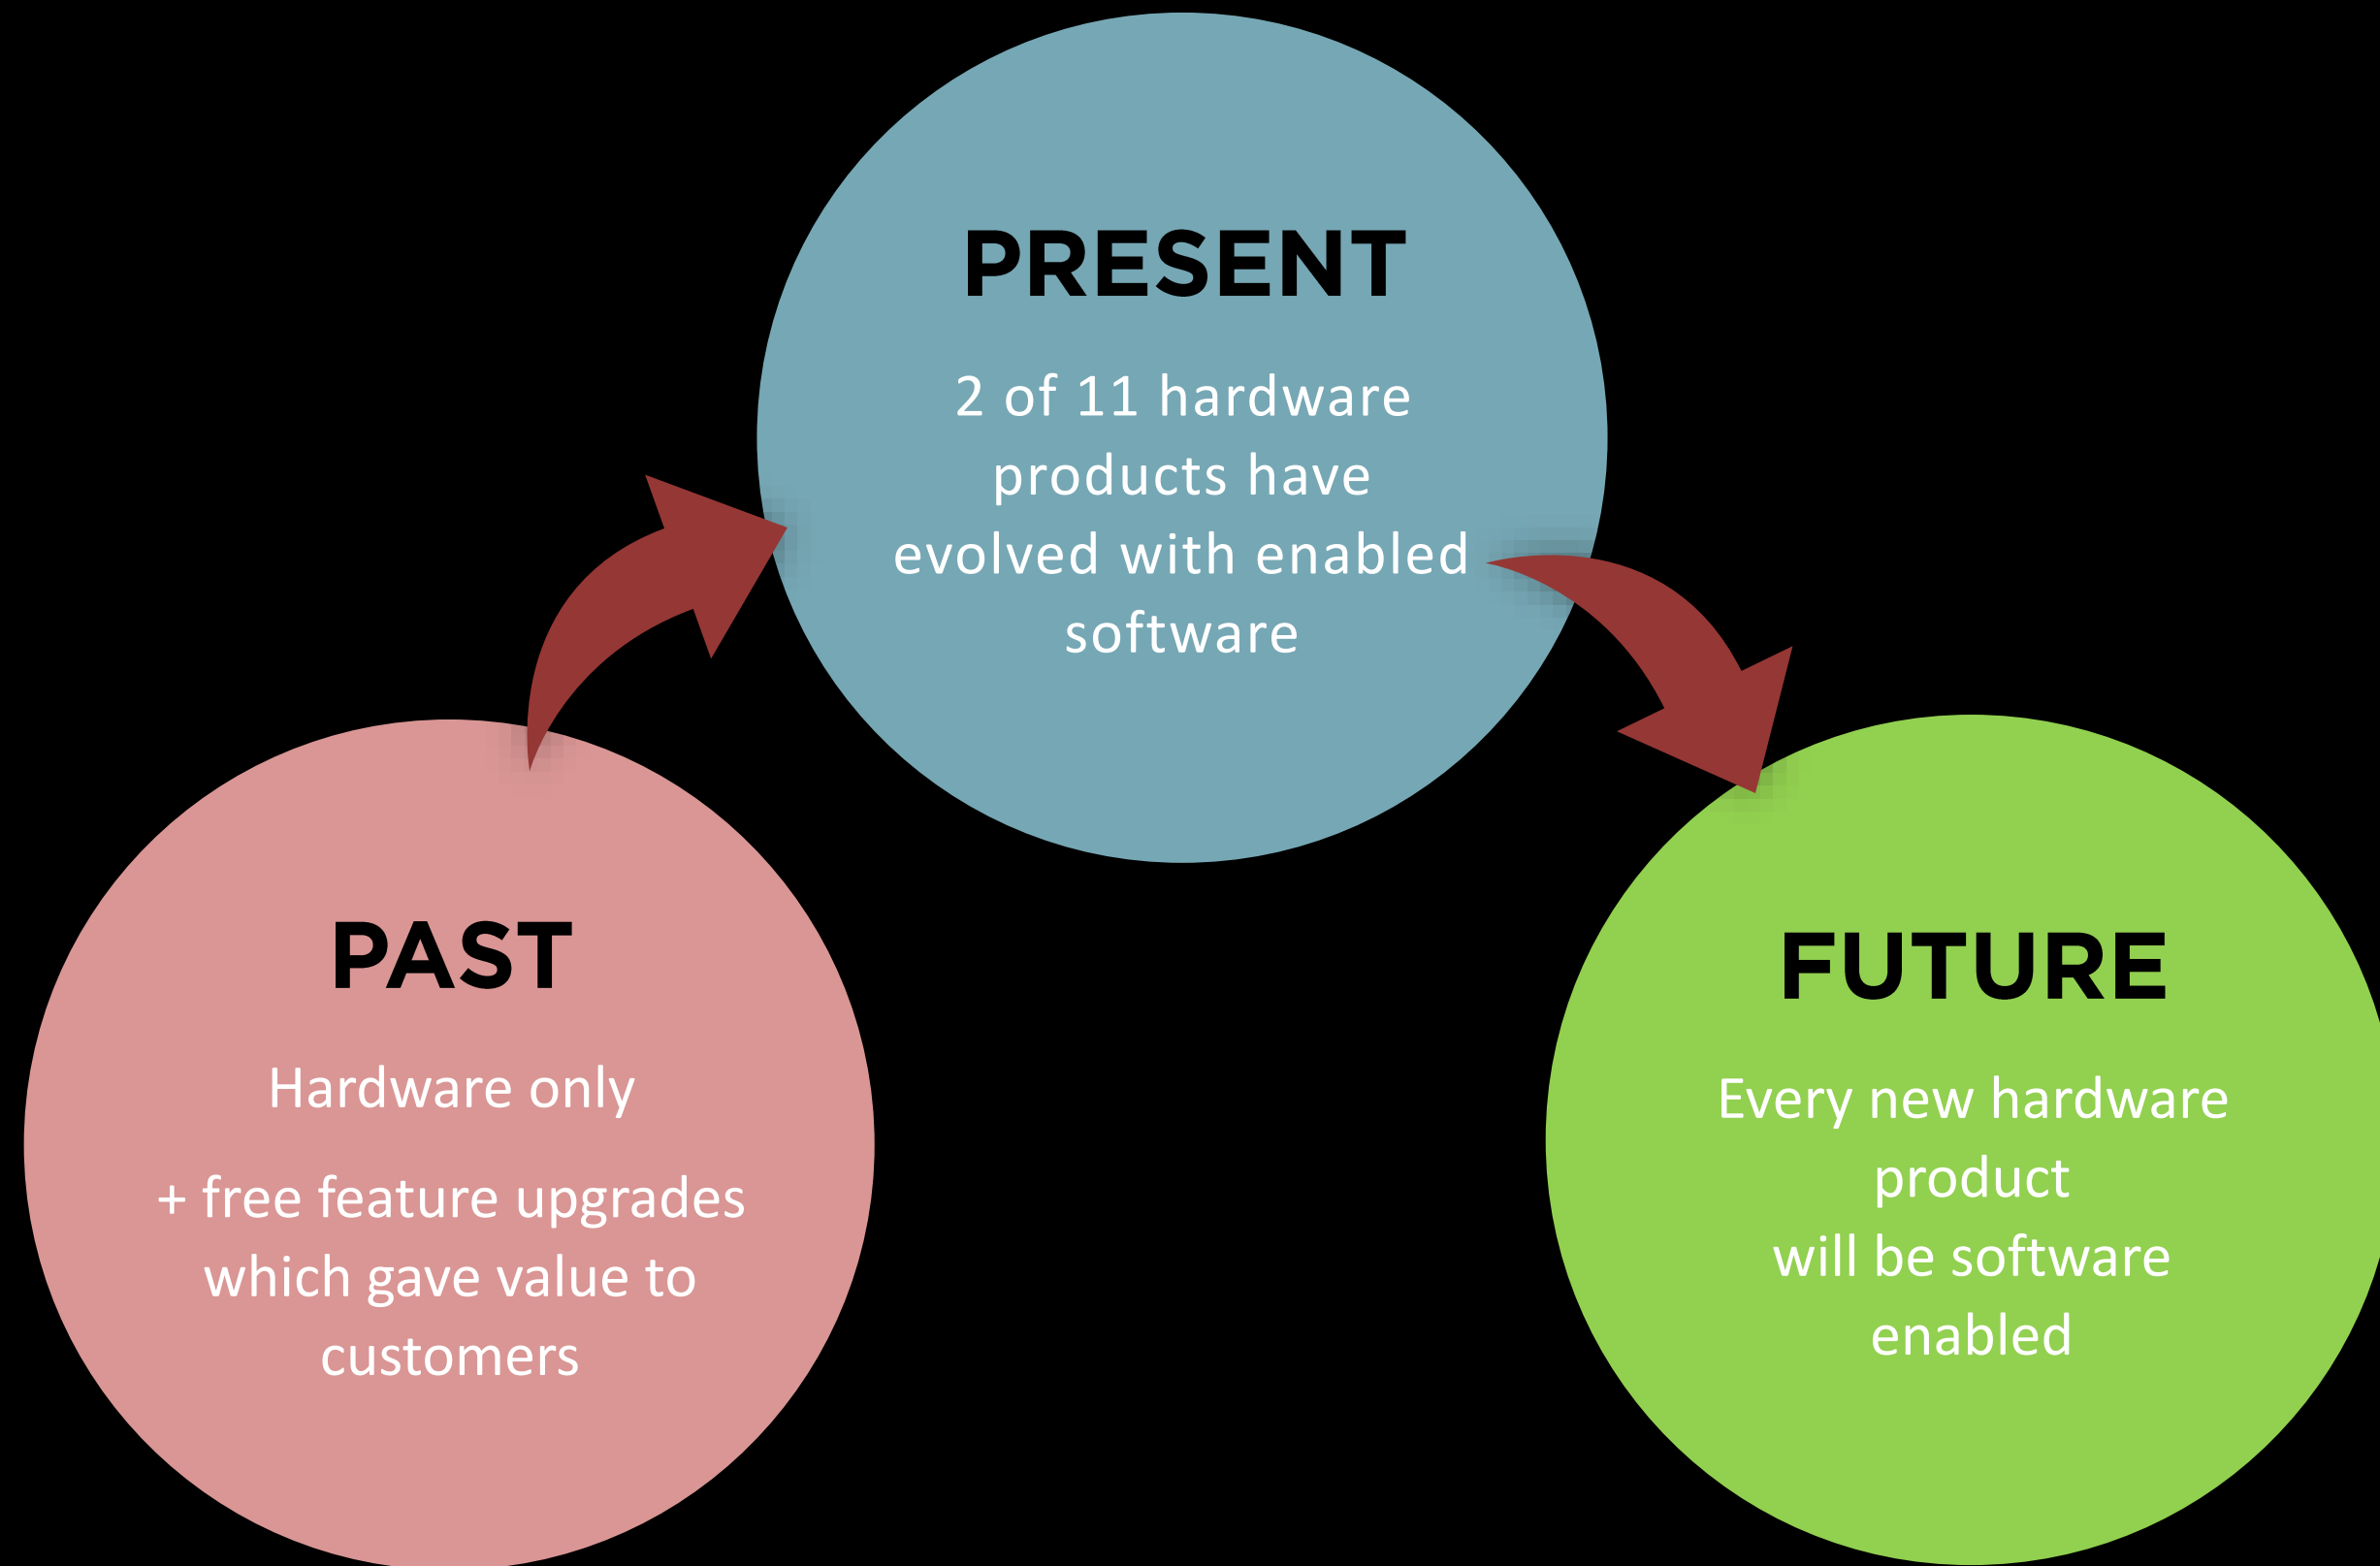 PRESENT
2 of 11 hardware
products have
evolved with enabled
software
PAST
Hardware only
+ free feature upgrades
which gave value to
customers
FUTURE
Every new hardware
product
will be software
enabled